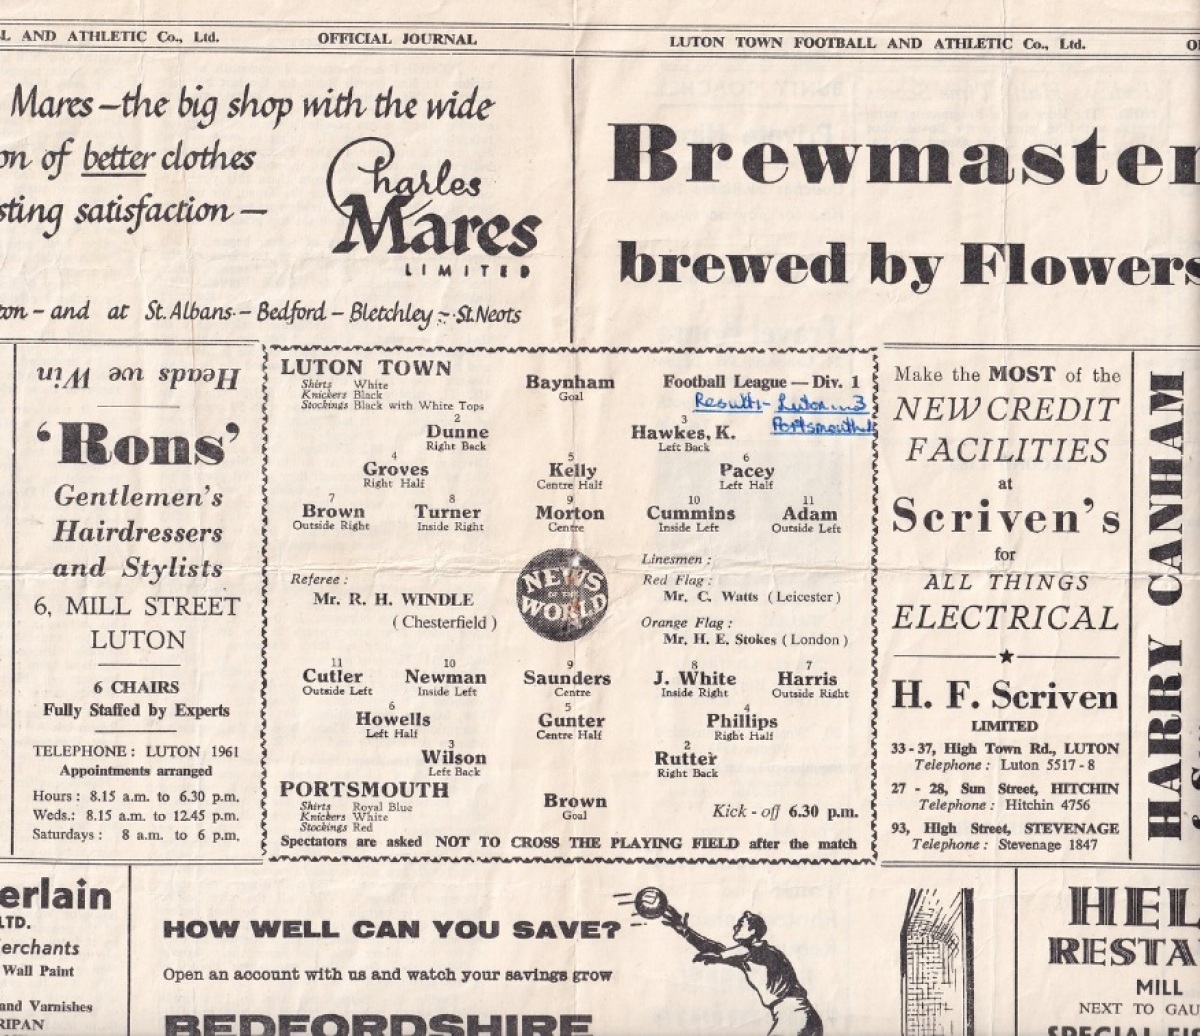 L AND ATHLETIC Co., Ltd.
OFFICIAL JOURNAL
LUTON TOWN FOOTBALL AND ATHLETIC Co., Ltd.
Mares—the big shop with the wide
on of better clothes
sting satisfaction—
Charles
Mares
LIMITED
ton - and at St. Albans - Bedford - Bletchley - St. Neots
Brewmaster
brewed by Flowers
Heads we Win
'Rons'
Gentlemen's
Hairdressers
and Stylists
6, MILL STREET
LUTON
6 CHAIRS
Fully Staffed by Experts
TELEPHONE: LUTON 1961
Appointments arranged
Hours: 8.15 a.m. to 6.30 p.m.
Weds.: 8.15 a.m. to 12.45 p.m.
Saturdays: 8 a.m. to 6 p.m.
LUTON TOWN
Shirts White
Knickers Black
Stockings Black with White Tops
Baynham
Goal
Football League — Div. 1
Results - Luton ... 3
Portsmouth
2 3
Dunne Hawkes, K.
Right Back Left Back
4 5 6
Groves Kelly Pacey
Right Half Centre Half Left Half
7 8 9 10 11
Brown Turner Morton Cummins Adam
Outside Right Inside Right Centre Inside Left Outside Left
Referee:
Mr. R. H. WINDLE
(Chesterfield)
NEWS
OF THE
WORLD
Linesmen:
Red Flag:
Mr. C. Watts (Leicester)
Orange Flag:
Mr. H. E. Stokes (London)
11 10 9 8 7
Cutler Newman Saunders J. White Harris
Outside Left Inside Left Centre Inside Right Outside Right
6 5 4
Howells Gunter Phillips
Left Half Centre Half Right Half
3 2
Wilson Rutter
Left Back Right Back
PORTSMOUTH
Shirts Royal Blue
Knickers White
Stockings Red
Brown
Goal
Kick-off 6.30 p.m.
Spectators are asked NOT TO CROSS THE PLAYING FIELD after the match
Make the MOST of the
NEW CREDIT
FACILITIES
at
Scriven's
for
ALL THINGS
ELECTRICAL
H. F. Scriven
LIMITED
33-37, High Town Rd., LUTON
Telephone: Luton 5517-8
27 - 28, Sun Street, HITCHIN
Telephone: Hitchin 4756
93, High Street, STEVENAGE
Telephone: Stevenage 1847
HARRY CANHAM
erlain
LTD.
erchants
Wall Paint
and Varnishes
RIPAN
HOW WELL CAN YOU SAVE?
Open an account with us and watch your savings grow
BEDFORDSHIRE
HEL
RESTA
MILL
NEXT TO GAU
SPECIAL